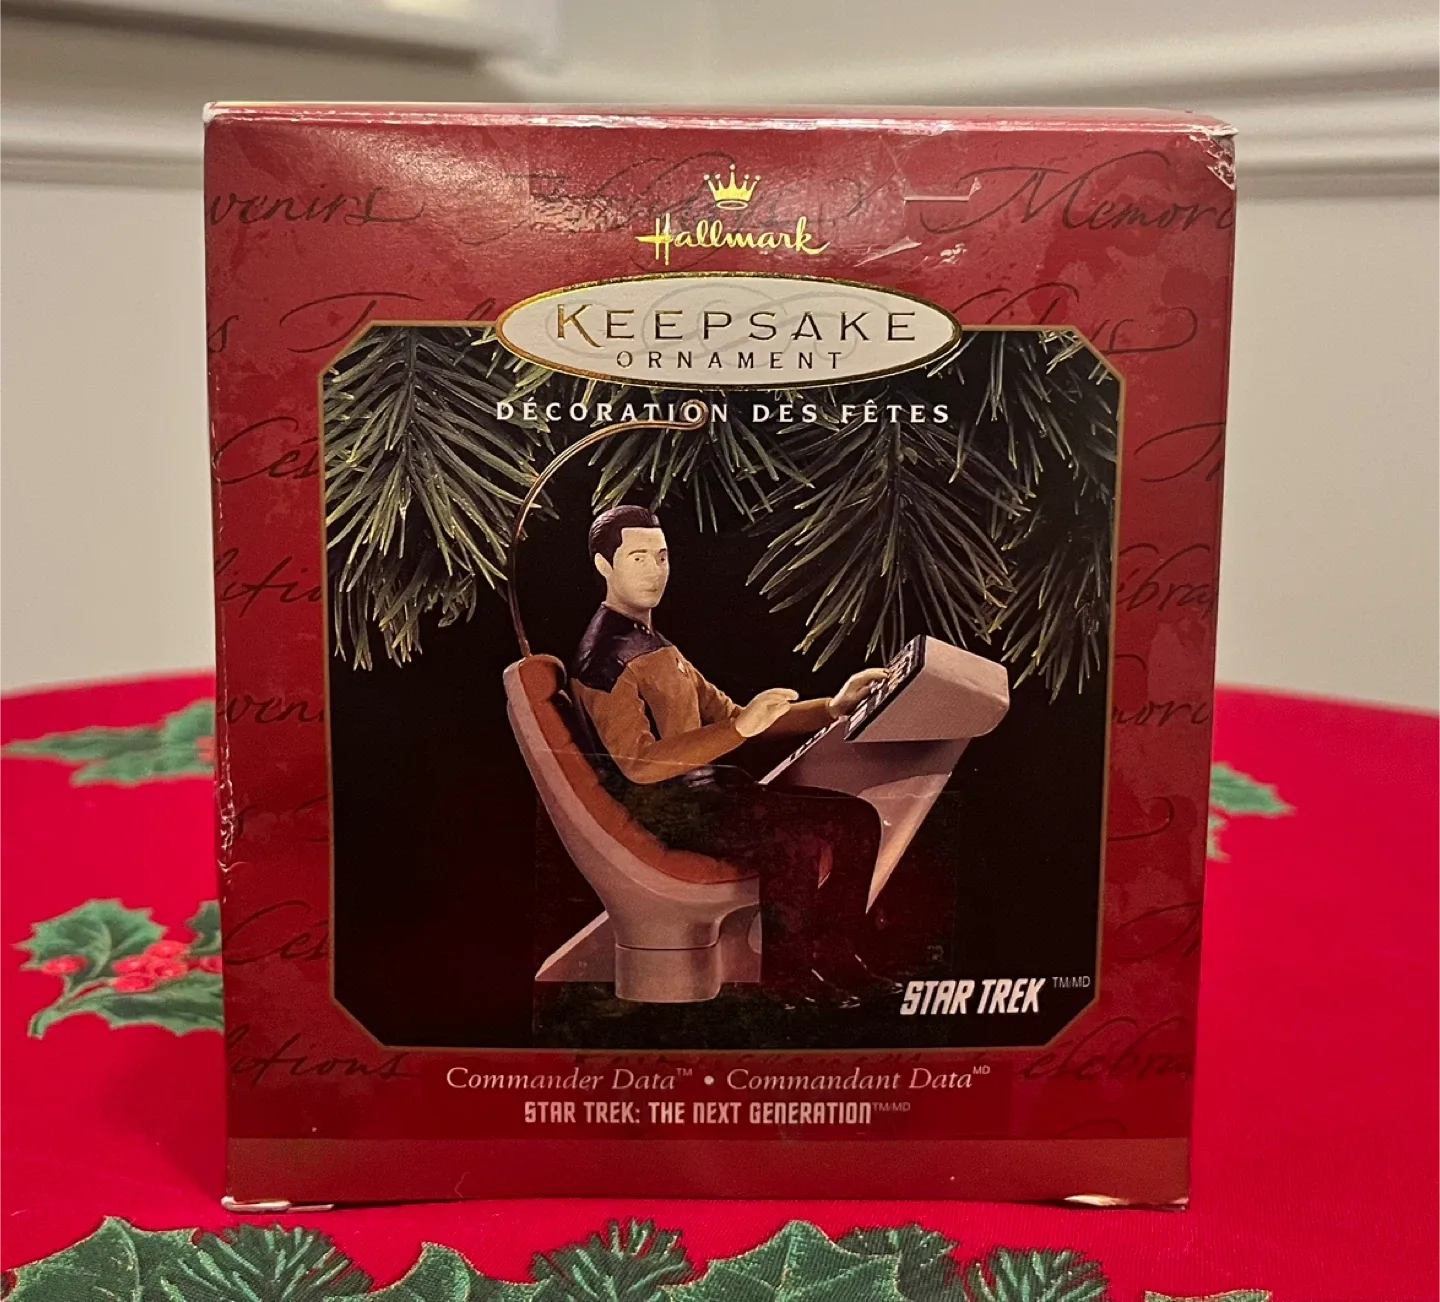 Hallmark
KEEPSAKE
ORNAMENT
DÉCORATION DES FÊTES
STAR TREK TM/MD
Commander Data™ • Commandant Data MD
STAR TREK: THE NEXT GENERATION TM/MD